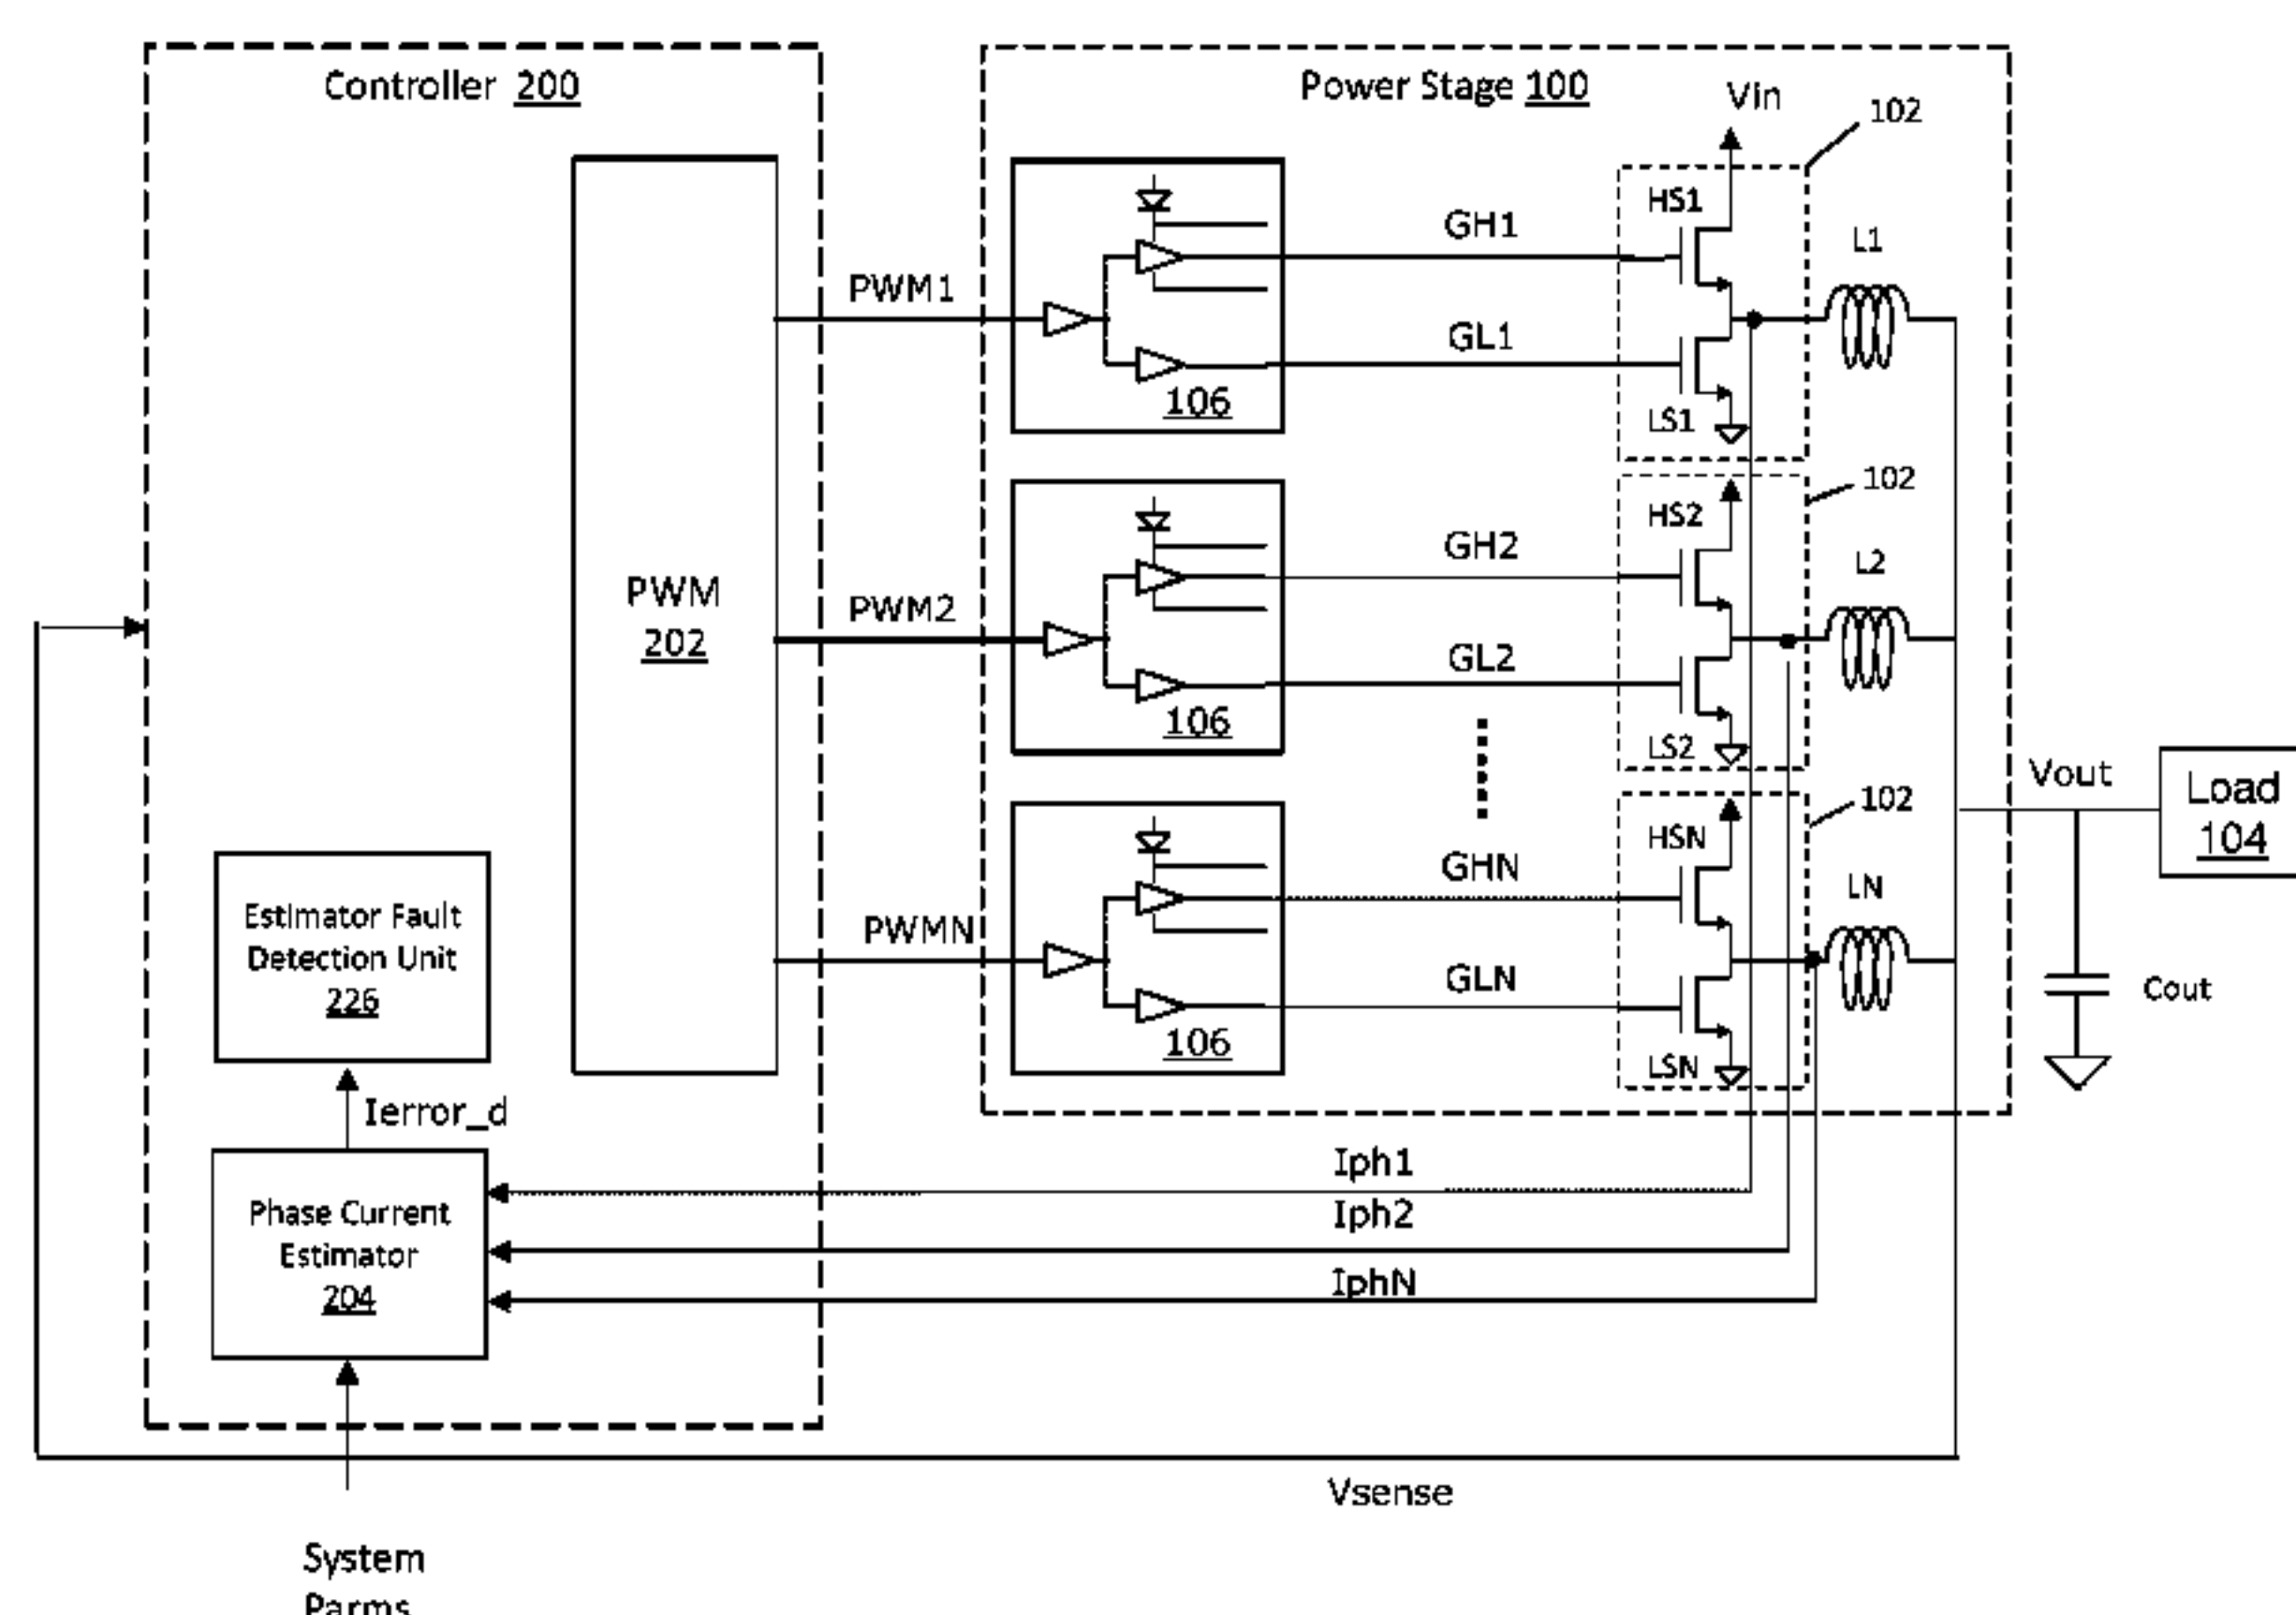 Controller 200
Power Stage 100
Vin
102
HS1
GH1
L1
PWM1
GL1
106
LS1
102
HS2
GH2
L2
PWM
202
PWM2
GL2
106
LS2
Vout
Load
104
102
HSN
GHN
LN
Estimator Fault
Detection Unit
226
PWMN
GLN
Cout
106
LSN
Ierror_d
Iph1
Phase Current
Estimator
204
Iph2
IphN
Vsense
System
Parms